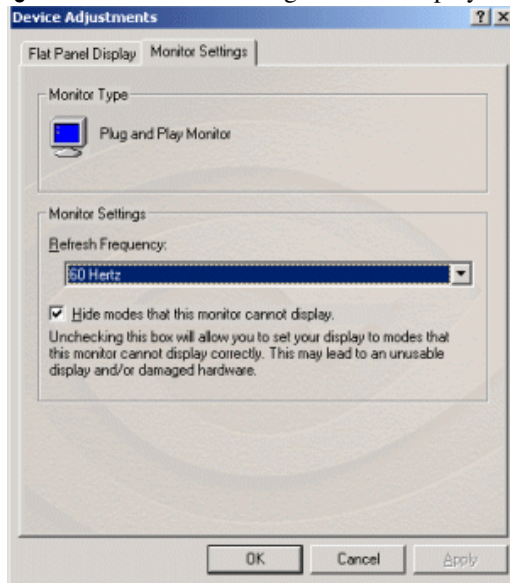 Device Adjustments
Flat Panel Display
Monitor Settings
Monitor Type
Plug and Play Monitor
Monitor Settings
Refresh Frequency:
60 Hertz
Hide modes that this monitor cannot display.
Unchecking this box will allow you to set your display to modes that
this monitor cannot display correctly. This may lead to an unusable
display and/or damaged hardware.
OK
Cancel
Apply